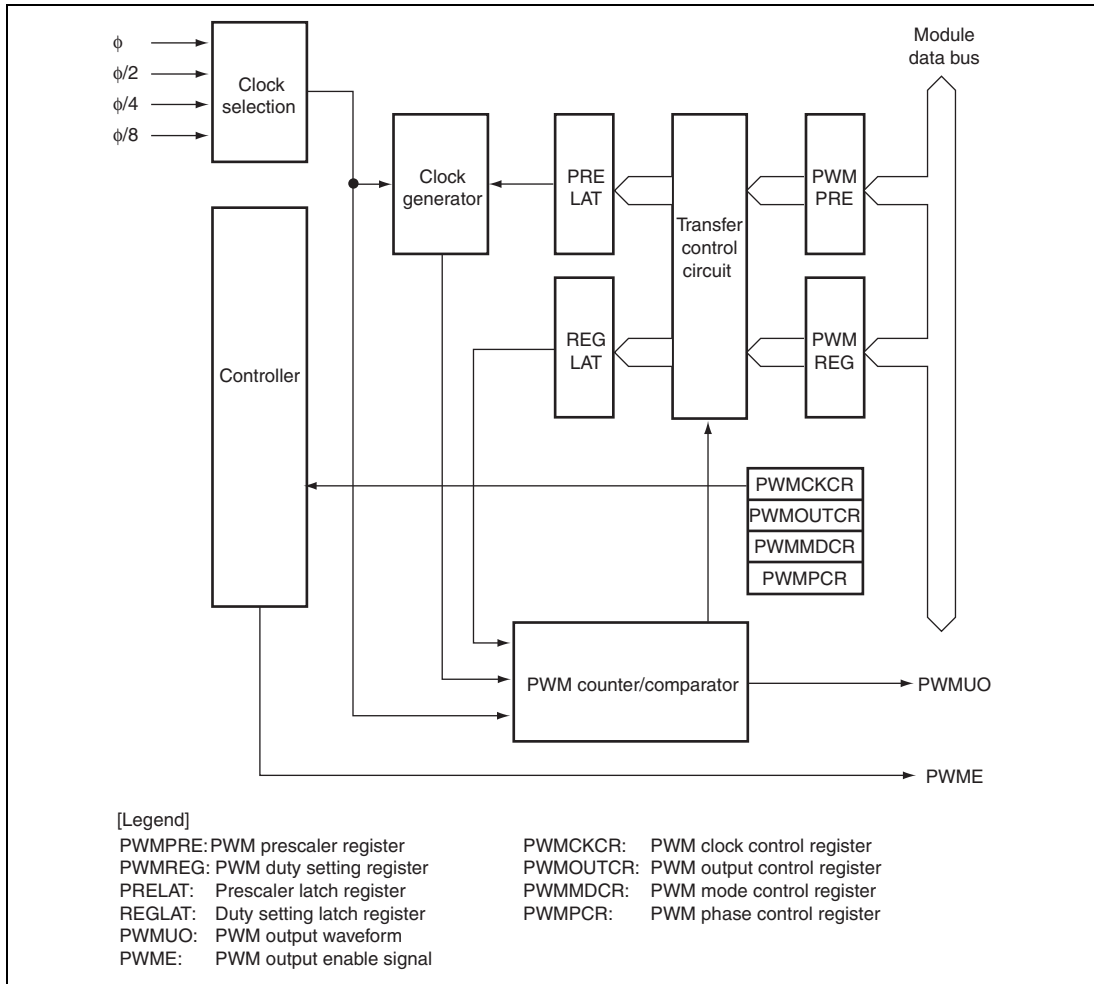 ϕ
ϕ/2
ϕ/4
ϕ/8
Clock
selection
Module
data bus
Clock
generator
PRE
LAT
Transfer
control
circuit
PWM
PRE
REG
LAT
PWM
REG
Controller
PWMCKCR
PWMOUTCR
PWMMDCR
PWMPCR
PWM counter/comparator
PWMUO
PWME
[Legend]
PWMPRE: PWM prescaler register
PWMREG: PWM duty setting register
PRELAT: Prescaler latch register
REGLAT: Duty setting latch register
PWMUO: PWM output waveform
PWME: PWM output enable signal
PWMCKCR: PWM clock control register
PWMOUTCR: PWM output control register
PWMMDCR: PWM mode control register
PWMPCR: PWM phase control register